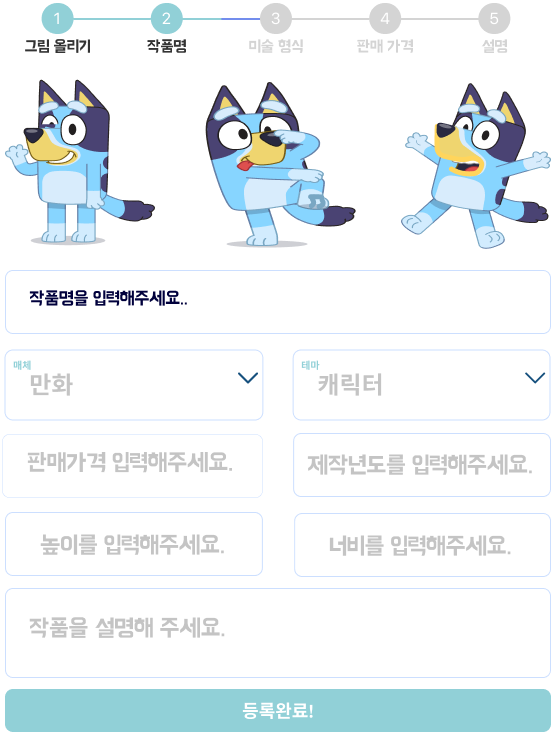 1 2 3 4 5
그림 올리기 작품명 미술 형식 판매 가격 설명
작품명을 입력해주세요..
매체 테마
만화 캐릭터
판매가격 입력해주세요. 제작년도를 입력해주세요.
높이를 입력해주세요. 너비를 입력해주세요.
작품을 설명해 주세요.
등록완료!